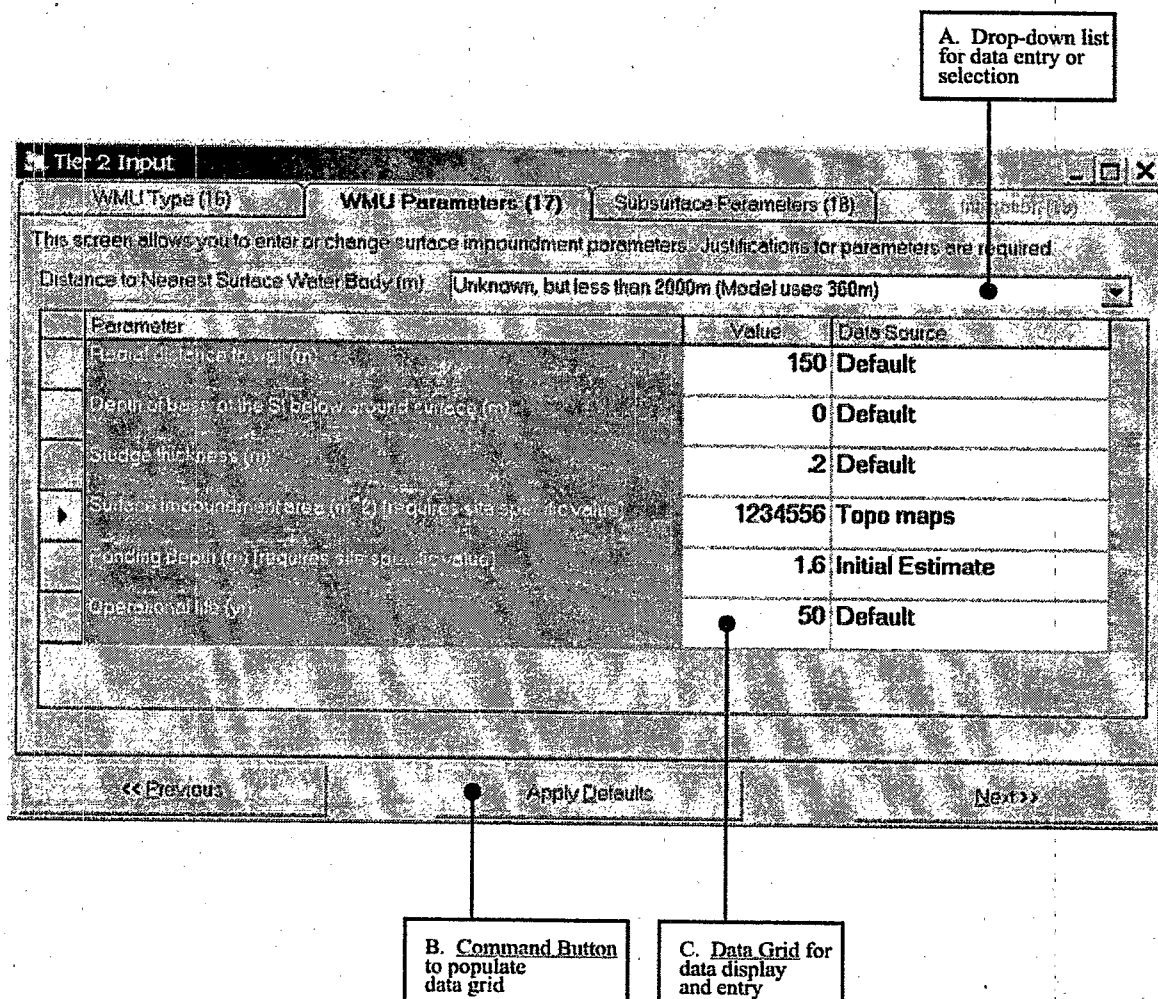 A. Drop-down list
for data entry or
selection
Tier 2 Input
WMU Type (16)
WMU Parameters (17)
Subsurface Parameters (18)
This screen allows you to enter or change surface impoundment parameters. Justifications for parameters are required.
Distance to Nearest Surface Water Body (m)
Unknown, but less than 2000m (Model uses 360m)
Parameter Value Data Source
Radial distance to well (m) 150 Default
Depth of base of the SI below ground surface (m) 0 Default
Sludge thickness (m) .2 Default
Surface impoundment area (m^2) [requires site specific value] 1234556 Topo maps
Ponding depth (m) [requires site specific value] 1.6 Initial Estimate
Operational life (yr) 50 Default
<< Previous
Apply Defaults
Next >>
B. Command Button
to populate
data grid
C. Data Grid for
data display
and entry